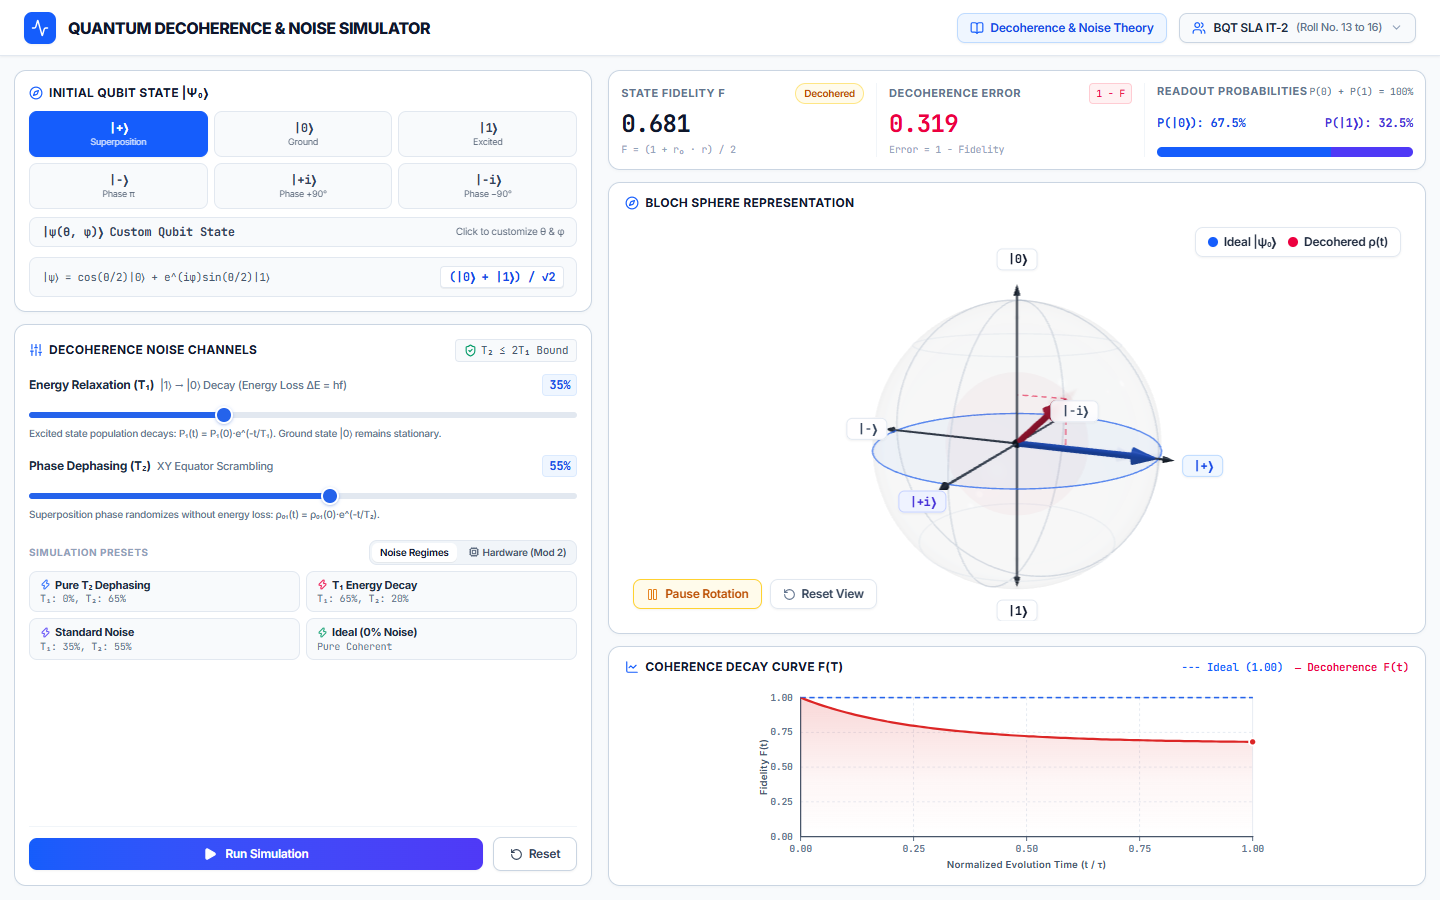 QUANTUM DECOHERENCE & NOISE SIMULATOR
Decoherence & Noise Theory
BQT SLA IT-2 (Roll No. 13 to 16)
INITIAL QUBIT STATE |Ψ₀⟩
|+⟩
Superposition
|0⟩
Ground
|1⟩
Excited
|-⟩
Phase π
|+i⟩
Phase +90°
|-i⟩
Phase −90°
|ψ(θ, φ)⟩ Custom Qubit State
Click to customize θ & φ
|ψ⟩ = cos(θ/2)|0⟩ + e^(iφ)sin(θ/2)|1⟩
(|0⟩ + |1⟩) / √2
DECOHERENCE NOISE CHANNELS
T₂ ≤ 2T₁ Bound
Energy Relaxation (T₁) |1⟩ → |0⟩ Decay (Energy Loss ΔE = hf)
35%
Excited state population decays: P₁(t) = P₁(0)·e^(-t/T₁). Ground state |0⟩ remains stationary.
Phase Dephasing (T₂) XY Equator Scrambling
55%
Superposition phase randomizes without energy loss: ρ₀₁(t) = ρ₀₁(0)·e^(-t/T₂).
SIMULATION PRESETS
Noise Regimes
Hardware (Mod 2)
Pure T₂ Dephasing
T₁: 0%, T₂: 65%
T₁ Energy Decay
T₁: 65%, T₂: 20%
Standard Noise
T₁: 35%, T₂: 55%
Ideal (0% Noise)
Pure Coherent
Run Simulation
Reset
STATE FIDELITY F
Decohered
0.681
F = (1 + r₀ · r) / 2
DECOHERENCE ERROR
1 - F
0.319
Error = 1 - Fidelity
READOUT PROBABILITIES P(0) + P(1) = 100%
P(|0⟩): 67.5%
P(|1⟩): 32.5%
BLOCH SPHERE REPRESENTATION
Ideal |ψ₀⟩
Decohered ρ(t)
|0⟩
|-i⟩
|-⟩
|+⟩
|+i⟩
|1⟩
Pause Rotation
Reset View
COHERENCE DECAY CURVE F(T)
--- Ideal (1.00)
— Decoherence F(t)
1.00
0.75
0.50
0.25
0.00
Fidelity F(t)
0.00
0.25
0.50
0.75
1.00
Normalized Evolution Time (t / τ)